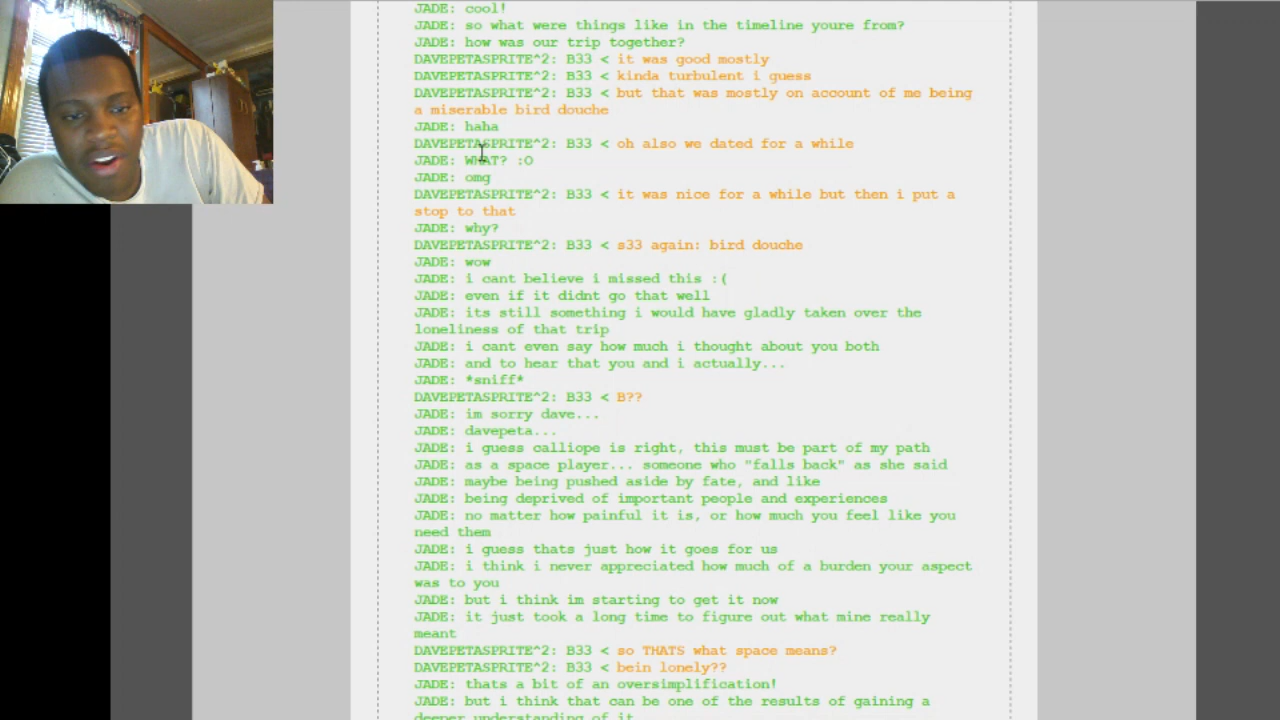 JADE: cool!
JADE: so what were things like in the timeline youre from?
JADE: how was our trip together?
DAVEPETASPRITE^2: B33 < it was good mostly
DAVEPETASPRITE^2: B33 < kinda turbulent i guess
DAVEPETASPRITE^2: B33 < but that was mostly on account of me being
a miserable bird douche
JADE: haha
DAVEPETASPRITE^2: B33 < oh also we dated for a while
JADE: WHAT? :O
JADE: omg
DAVEPETASPRITE^2: B33 < it was nice for a while but then i put a
stop to that
JADE: why?
DAVEPETASPRITE^2: B33 < s33 again: bird douche
JADE: wow
JADE: i cant believe i missed this :(
JADE: even if it didnt go that well
JADE: its still something i would have gladly taken over the
loneliness of that trip
JADE: i cant even say how much i thought about you both
JADE: and to hear that you and i actually...
JADE: *sniff*
DAVEPETASPRITE^2: B33 < B??
JADE: im sorry dave...
JADE: davepeta...
JADE: i guess calliope is right, this must be part of my path
JADE: as a space player... someone who "falls back" as she said
JADE: maybe being pushed aside by fate, and like
JADE: being deprived of important people and experiences
JADE: no matter how painful it is, or how much you feel like you
need them
JADE: i guess thats just how it goes for us
JADE: i think i never appreciated how much of a burden your aspect
was to you
JADE: but i think im starting to get it now
JADE: it just took a long time to figure out what mine really
meant
DAVEPETASPRITE^2: B33 < so THATS what space means?
DAVEPETASPRITE^2: B33 < bein lonely??
JADE: thats a bit of an oversimplification!
JADE: but i think that can be one of the results of gaining a
deeper understanding of it